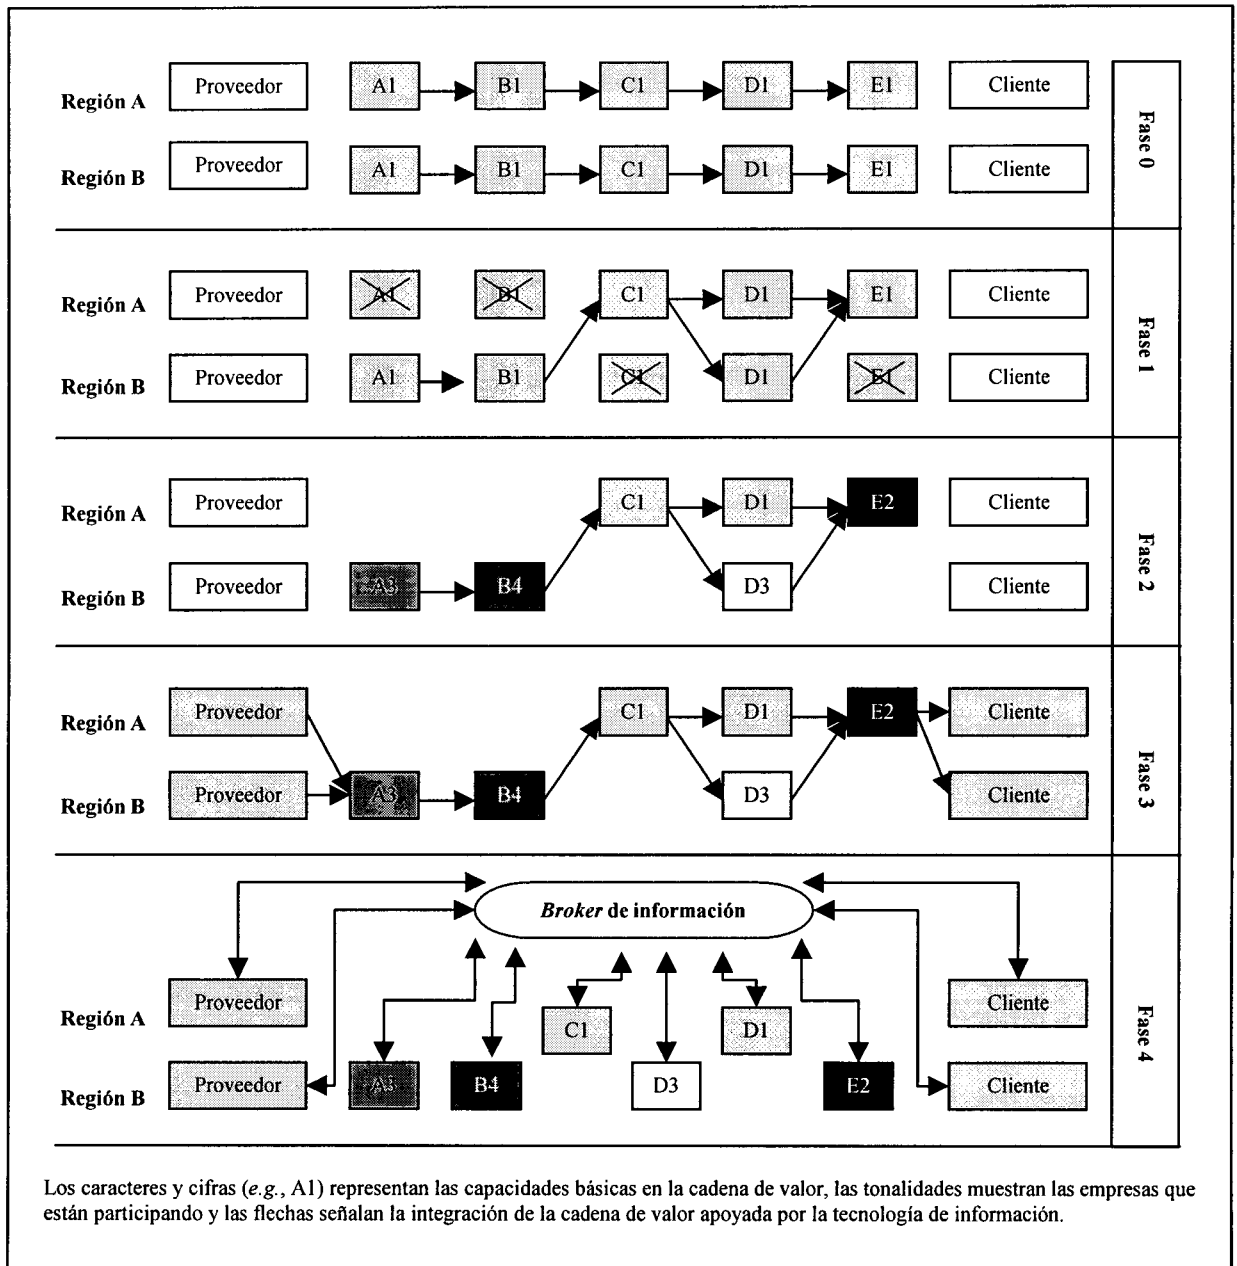 Región A Proveedor A1 B1 C1 D1 E1 Cliente
Región B Proveedor A1 B1 C1 D1 E1 Cliente
Fase 0
Región A Proveedor A1 B1 C1 D1 E1 Cliente
Región B Proveedor A1 B1 C1 D1 E1 Cliente
Fase 1
Región A Proveedor C1 D1 E2 Cliente
Región B Proveedor A3 B4 D3 Cliente
Fase 2
Región A Proveedor C1 D1 E2 Cliente
Región B Proveedor A3 B4 D3 Cliente
Fase 3
Broker de información
Región A Proveedor C1 D1 Cliente
Región B Proveedor A3 B4 D3 E2 Cliente
Fase 4
Los caracteres y cifras (e.g., A1) representan las capacidades básicas en la cadena de valor, las tonalidades muestran las empresas que
están participando y las flechas señalan la integración de la cadena de valor apoyada por la tecnología de información.